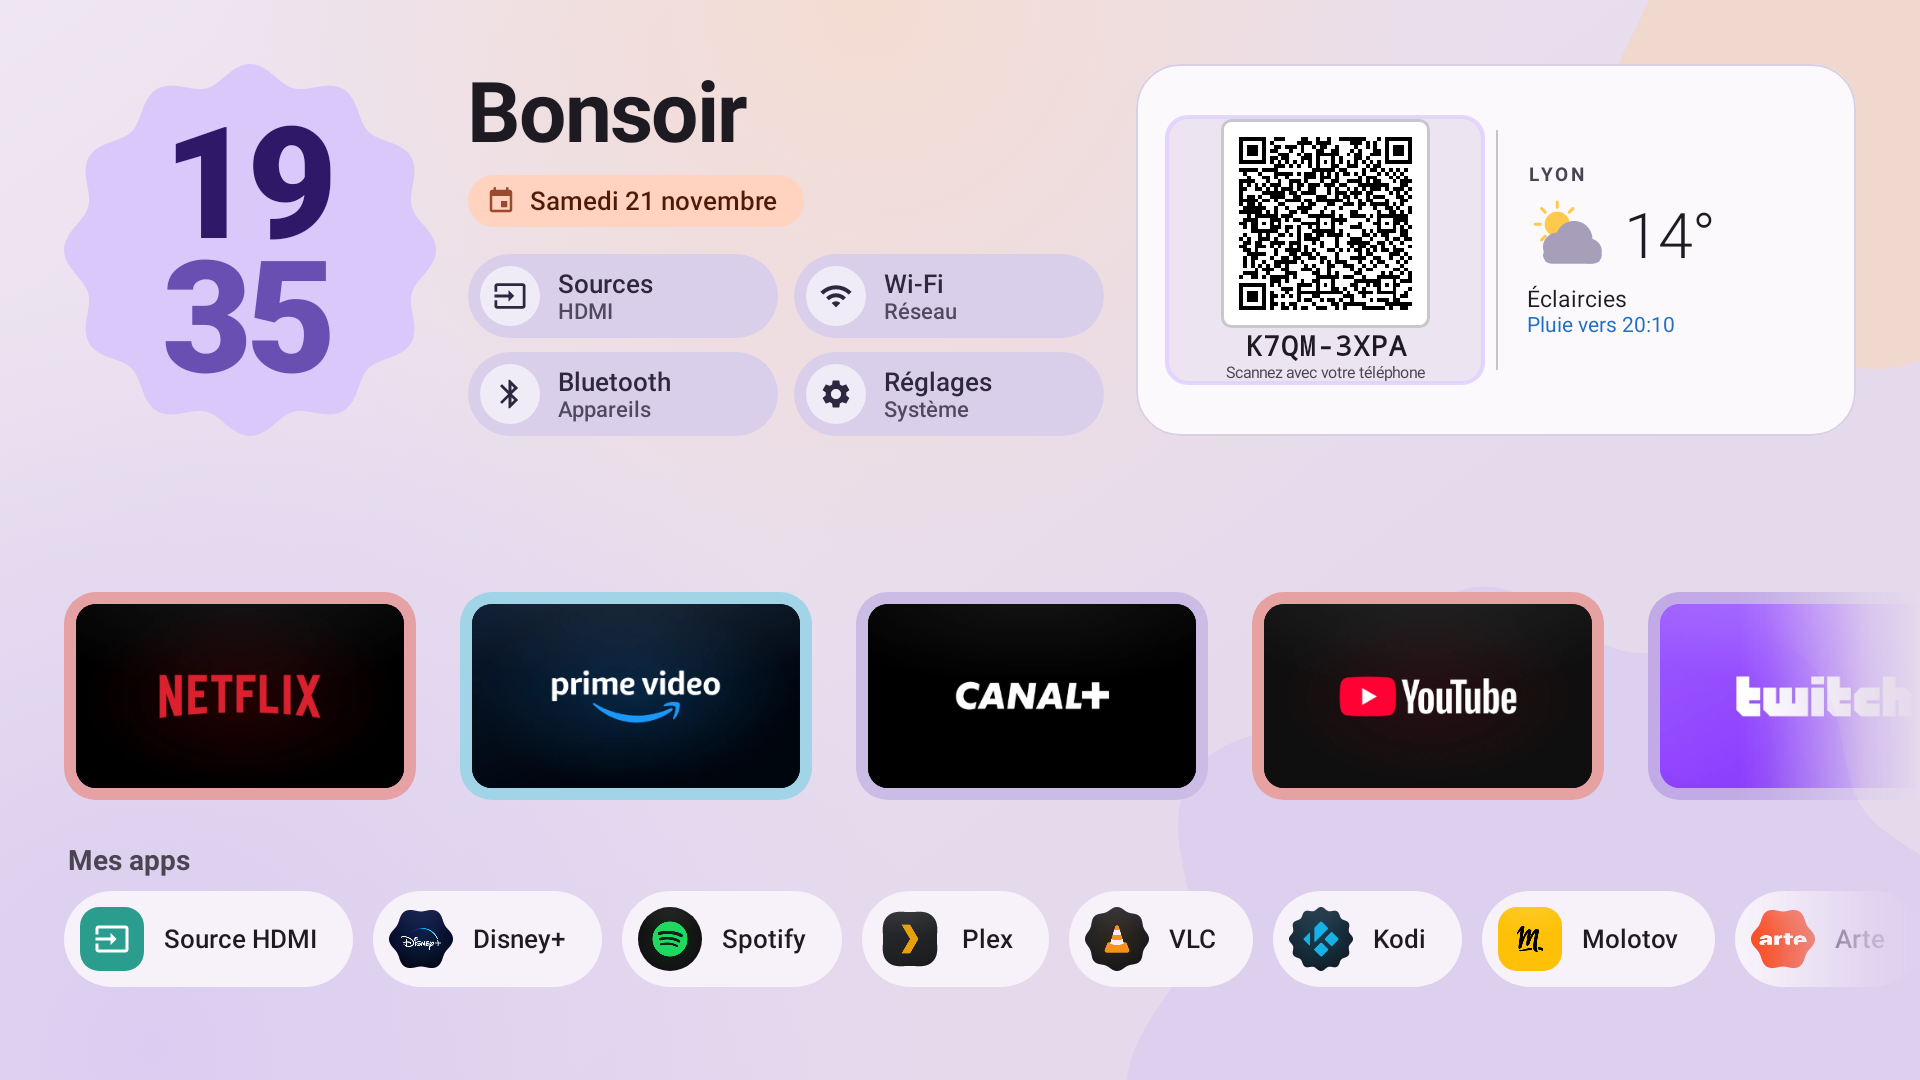 19
35
Bonsoir
Samedi 21 novembre
Sources
HDMI
Wi-Fi
Réseau
Bluetooth
Appareils
Réglages
Système
K7QM-3XPA
Scannez avec votre téléphone
LYON
14°
Éclaircies
Pluie vers 20:10
NETFLIX
prime video
CANAL+
YouTube
twitch
Mes apps
Source HDMI
Disney+
Disney+
Spotify
Plex
VLC
Kodi
M.
Molotov
arte
Arte